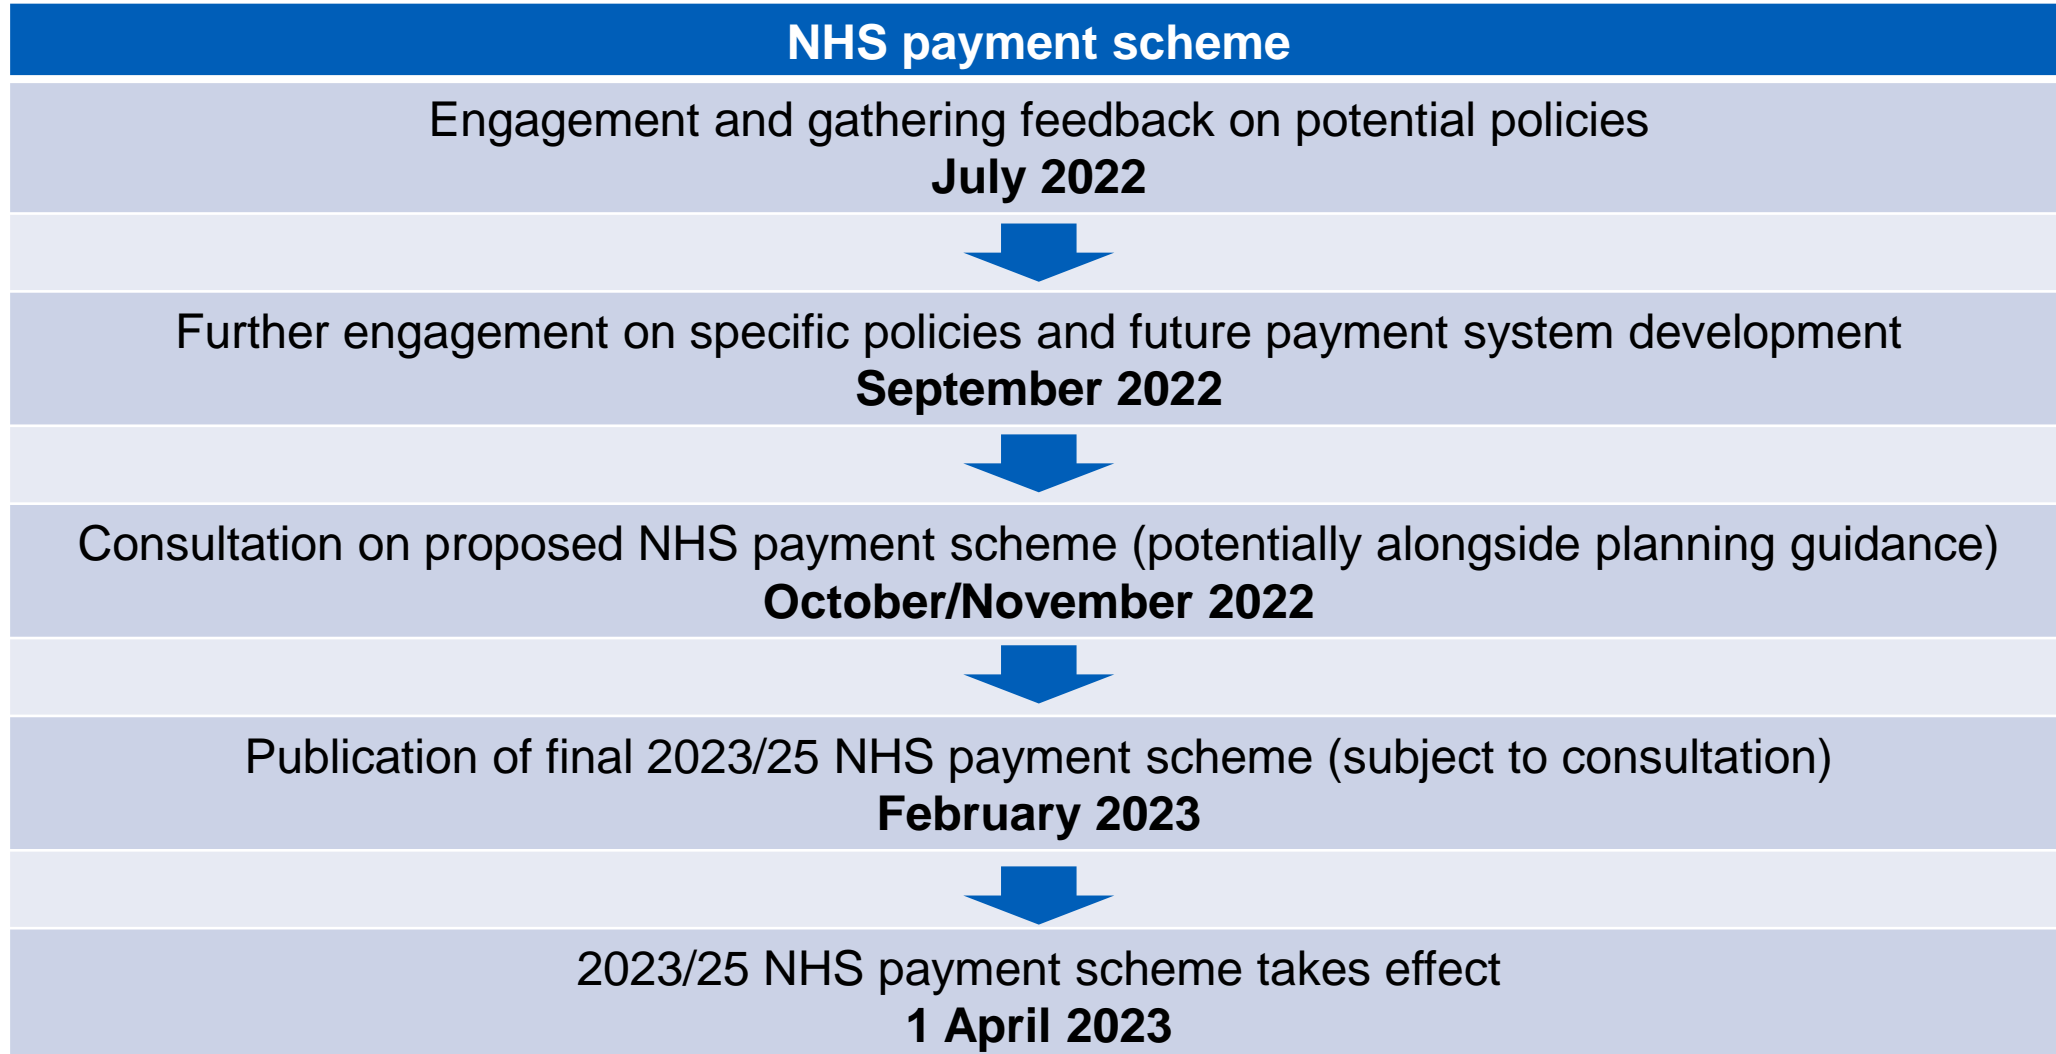 NHS payment scheme
Engagement and gathering feedback on potential policies
July 2022
Further engagement on specific policies and future payment system development
September 2022
Consultation on proposed NHS payment scheme (potentially alongside planning guidance)
October/November 2022
Publication of final 2023/25 NHS payment scheme (subject to consultation)
February 2023
2023/25 NHS payment scheme takes effect
1 April 2023